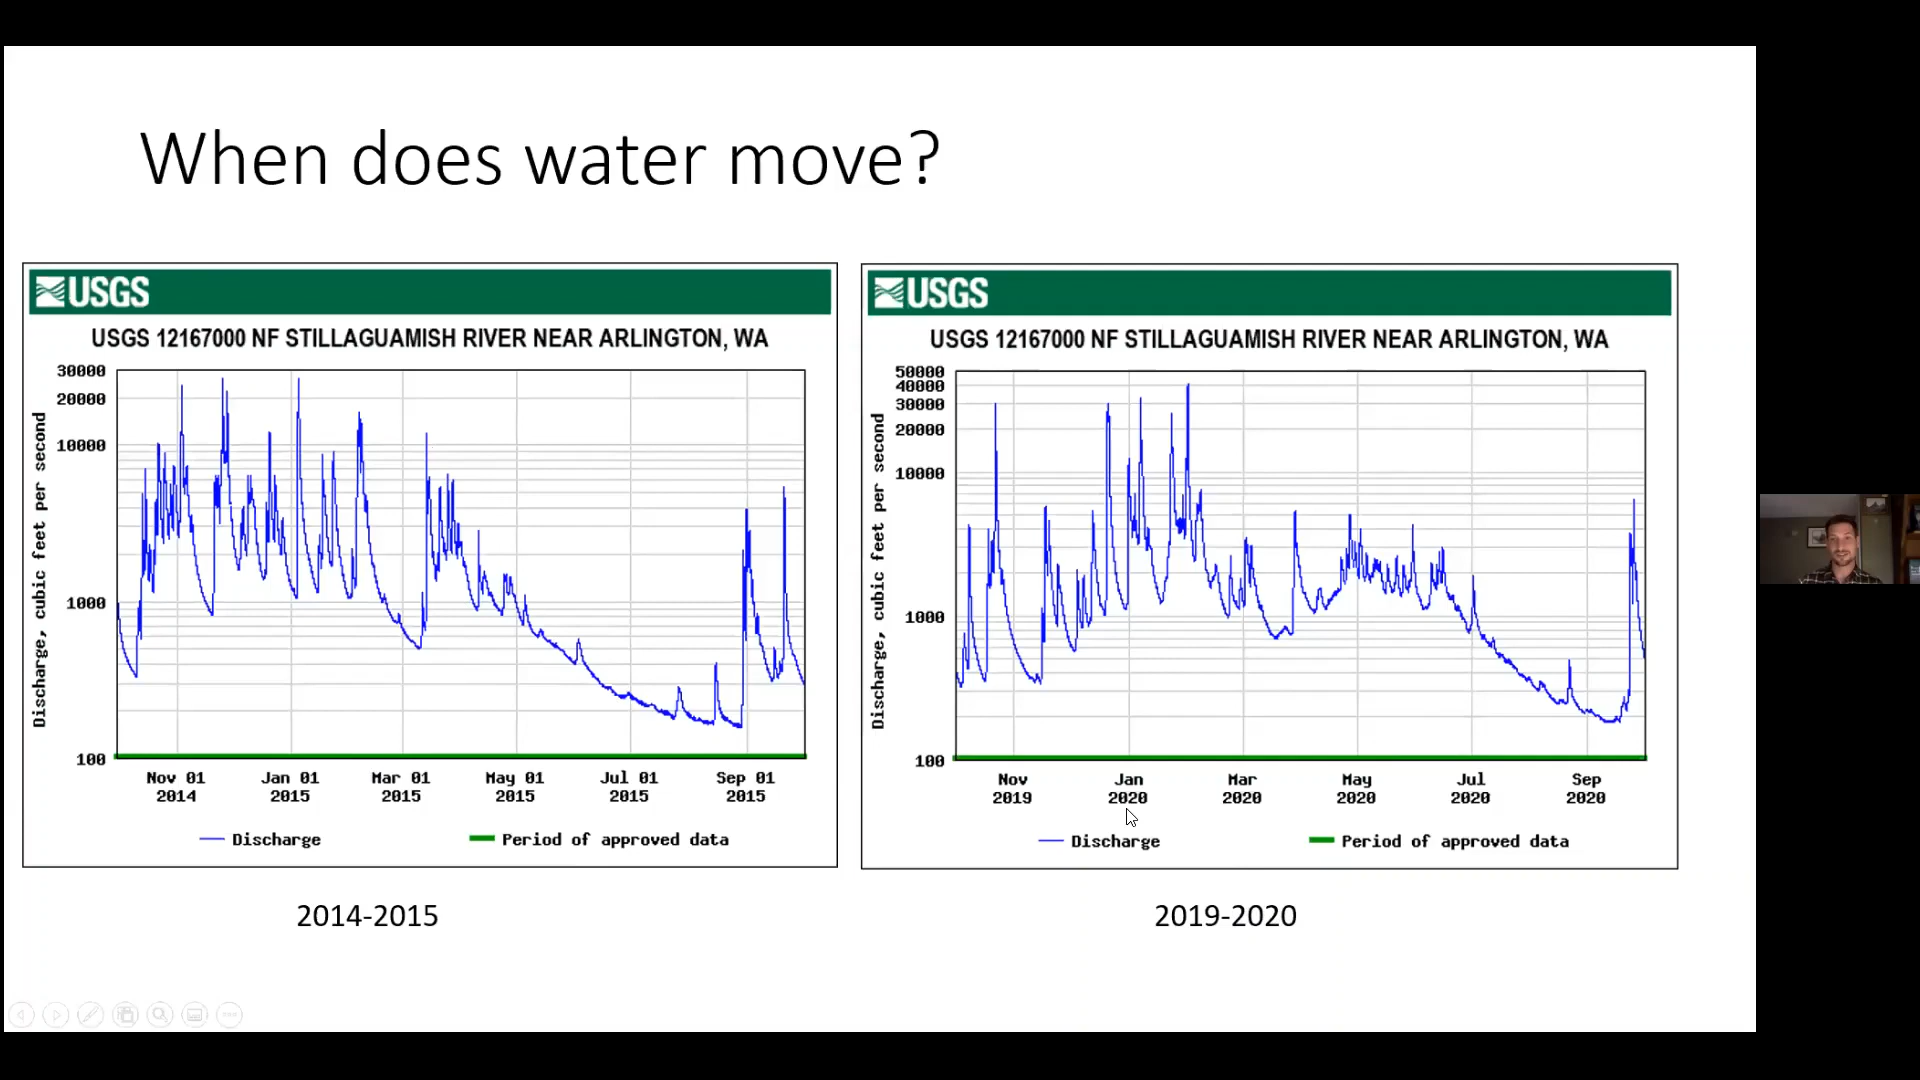 When does water move?
USGS
USGS 12167000 NF STILLAGUAMISH RIVER NEAR ARLINGTON, WA
Discharge, cubic feet per second
30000
20000
10000
1000
100
Nov 01 Jan 01 Mar 01 May 01 Jul 01 Sep 01
2014 2015 2015 2015 2015 2015
Discharge Period of approved data
2014-2015
USGS
USGS 12167000 NF STILLAGUAMISH RIVER NEAR ARLINGTON, WA
Discharge, cubic feet per second
50000
40000
30000
20000
10000
1000
100
Nov Jan Mar May Jul Sep
2019 2020 2020 2020 2020 2020
Discharge Period of approved data
2019-2020